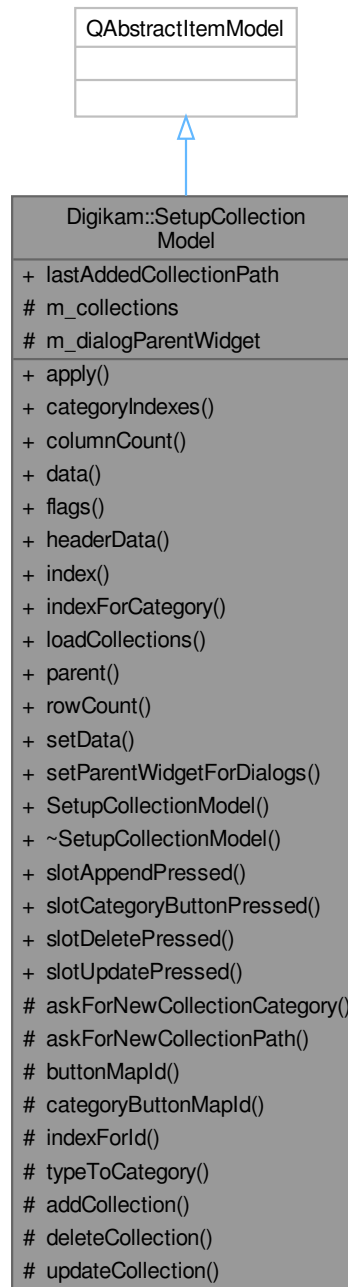 QAbstractItemModel
Digikam::SetupCollection
Model
+ lastAddedCollectionPath
# m_collections
# m_dialogParentWidget
+ apply()
+ categoryIndexes()
+ columnCount()
+ data()
+ flags()
+ headerData()
+ index()
+ indexForCategory()
+ loadCollections()
+ parent()
+ rowCount()
+ setData()
+ setParentWidgetForDialogs()
+ SetupCollectionModel()
+ ~SetupCollectionModel()
+ slotAppendPressed()
+ slotCategoryButtonPressed()
+ slotDeletePressed()
+ slotUpdatePressed()
# askForNewCollectionCategory()
# askForNewCollectionPath()
# buttonMapId()
# categoryButtonMapId()
# indexForId()
# typeToCategory()
# addCollection()
# deleteCollection()
# updateCollection()